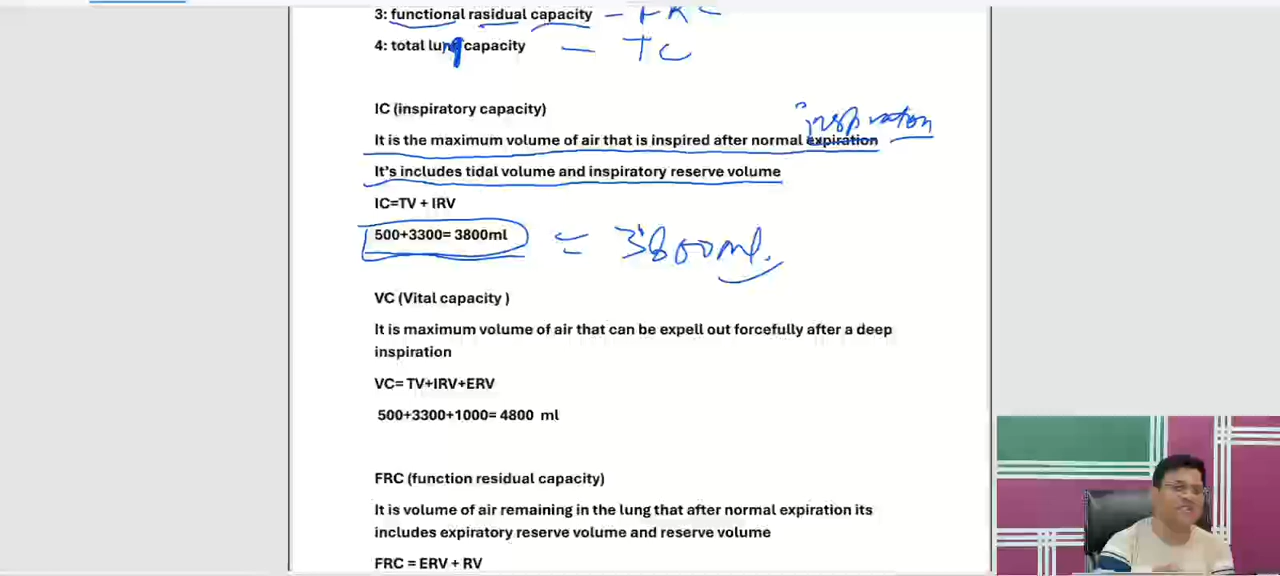 3: functional rasidual capacity – FRC
4: total lung capacity — TC
IC (inspiratory capacity)
inspiration
It is the maximum volume of air that is inspired after normal expiration
It's includes tidal volume and inspiratory reserve volume
IC=TV + IRV
500+3300= 3800ml = 3800ml.
VC (Vital capacity )
It is maximum volume of air that can be expell out forcefully after a deep
inspiration
VC= TV+IRV+ERV
500+3300+1000= 4800 ml
FRC (function residual capacity)
It is volume of air remaining in the lung that after normal expiration its
includes expiratory reserve volume and reserve volume
FRC = ERV + RV